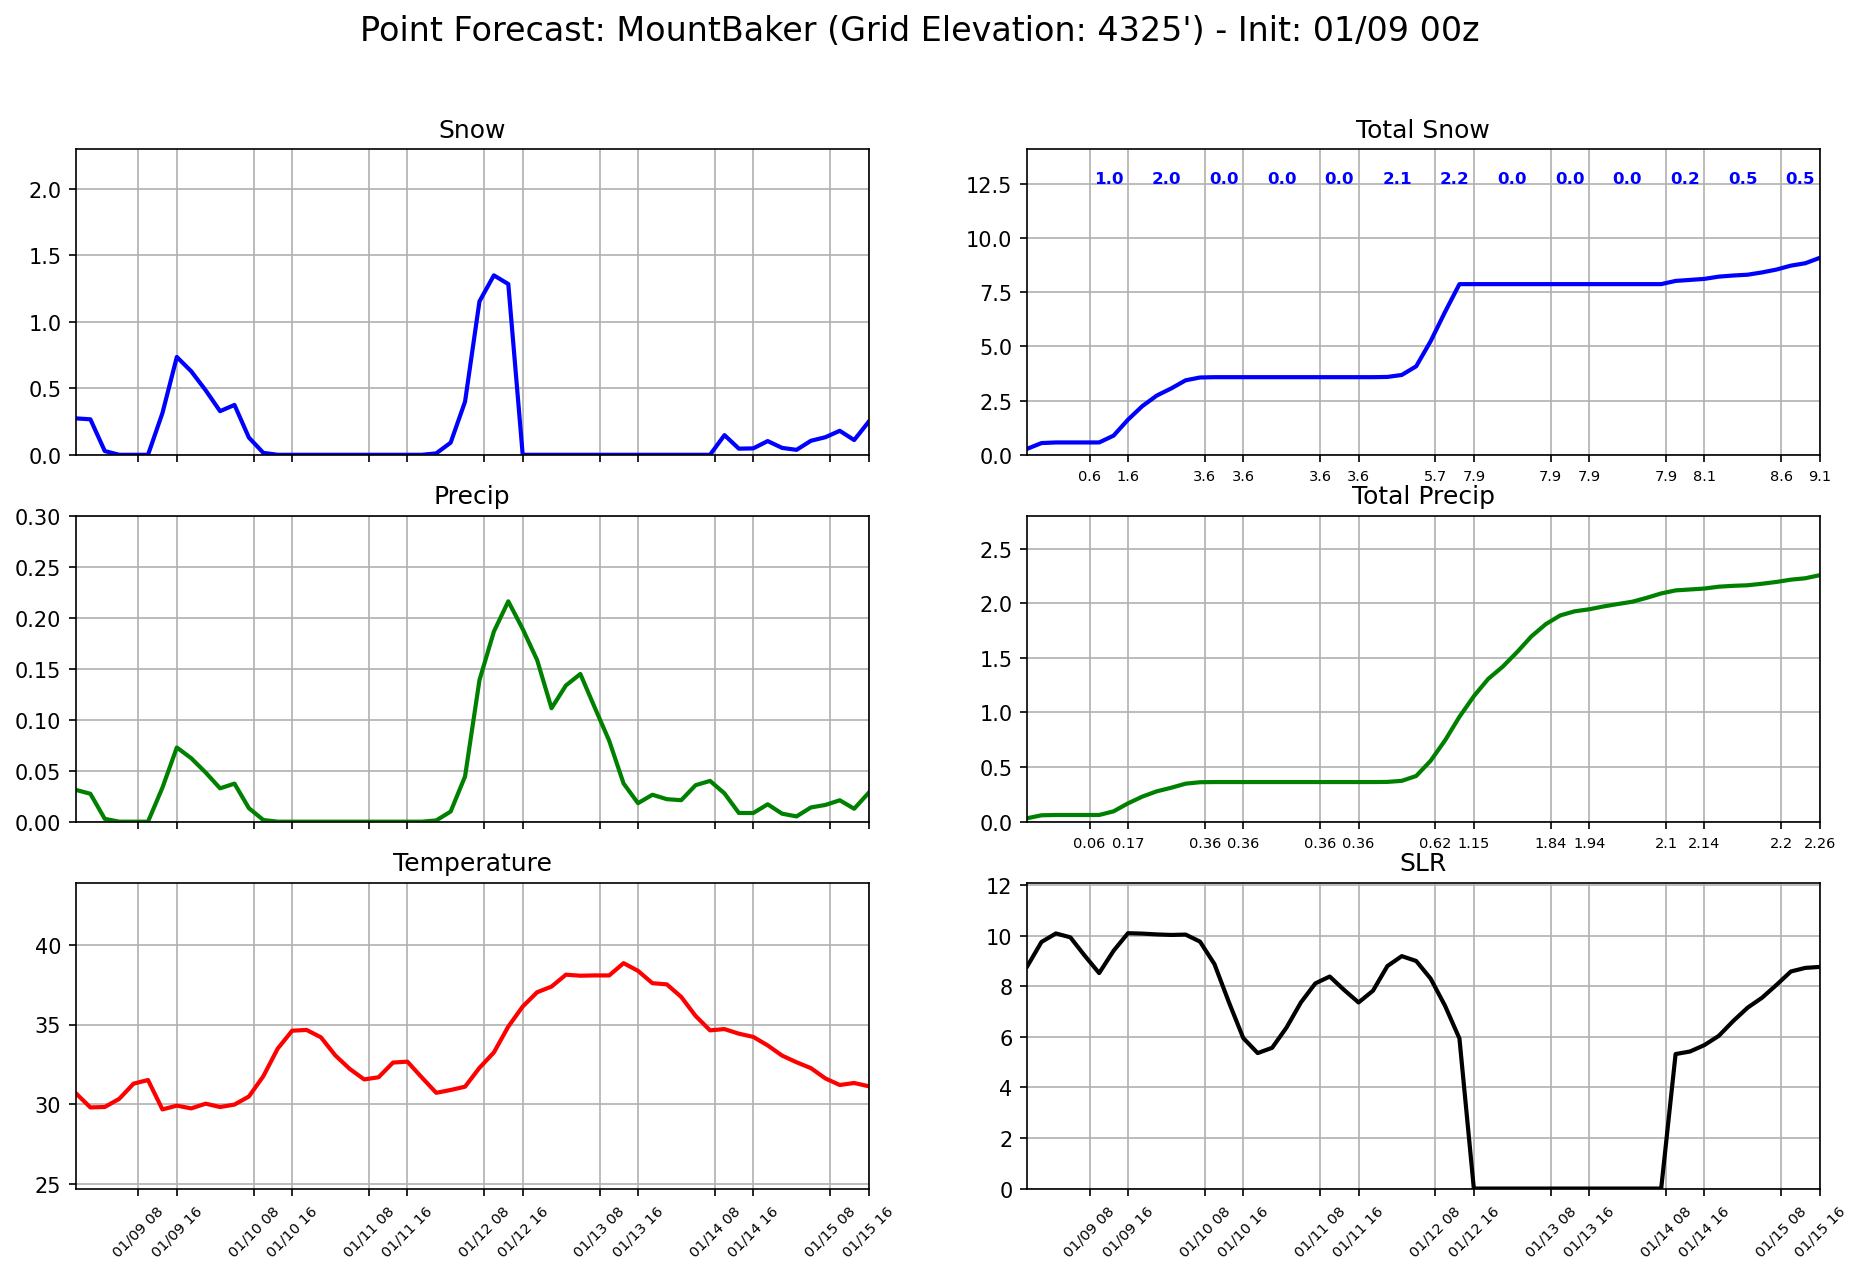 Point Forecast: MountBaker (Grid Elevation: 4325') - Init: 01/09 00z
Snow
2.0
1.5
1.0
0.5
0.0
Total Snow
12.5
10.0
7.5
5.0
2.5
0.0
1.0 2.0 0.0 0.0 0.0 2.1 2.2 0.0 0.0 0.0 0.2 0.5 0.5
0.6 1.6 3.6 3.6 3.6 3.6 5.7 7.9 7.9 7.9 7.9 8.1 8.6 9.1
Precip
0.30
0.25
0.20
0.15
0.10
0.05
0.00
Total Precip
2.5
2.0
1.5
1.0
0.5
0.0
0.06 0.17 0.36 0.36 0.36 0.36 0.62 1.15 1.84 1.94 2.1 2.14 2.2 2.26
Temperature
40
35
30
25
01/09 08 01/09 16 01/10 08 01/10 16 01/11 08 01/11 16 01/12 08 01/12 16 01/13 08 01/13 16 01/14 08 01/14 16 01/15 08 01/15 16
SLR
12
10
8
6
4
2
0
01/09 08 01/09 16 01/10 08 01/10 16 01/11 08 01/11 16 01/12 08 01/12 16 01/13 08 01/13 16 01/14 08 01/14 16 01/15 08 01/15 16